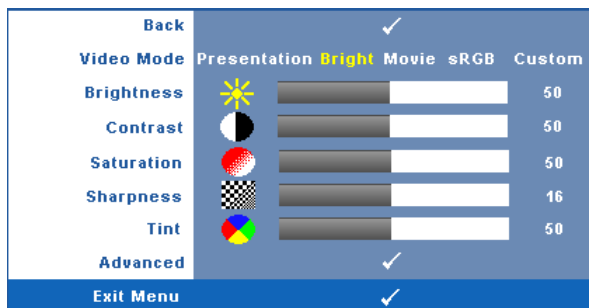 Back
Video Mode Presentation Bright Movie sRGB Custom
Brightness 50
Contrast 50
Saturation 50
Sharpness 16
Tint 50
Advanced
Exit Menu